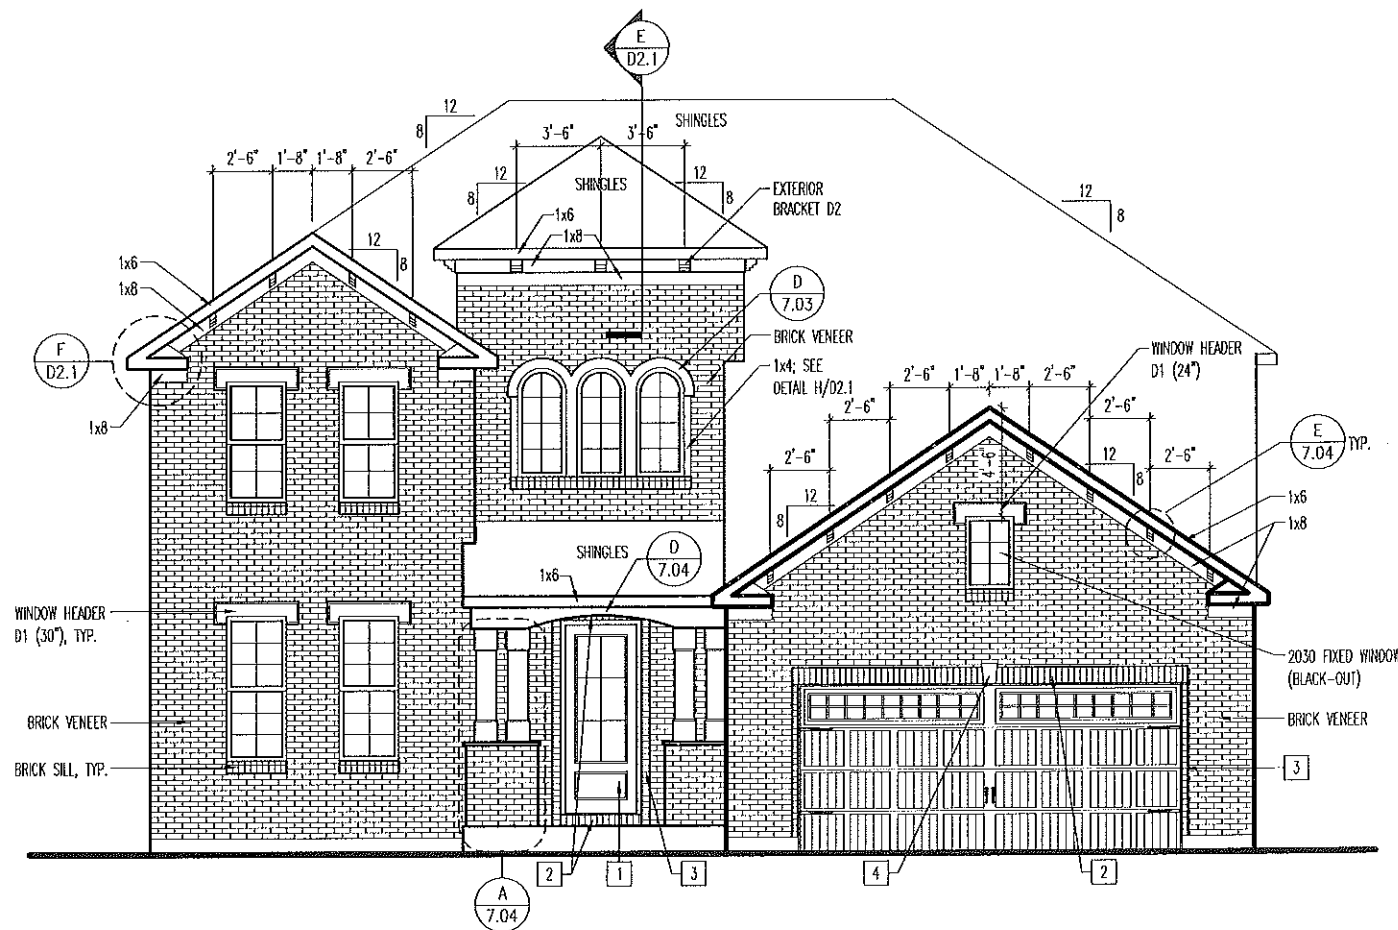 E
D2.1
12
8
SHINGLES
3'-6" 3'-6"
2'-6" 1'-8" 1'-8" 2'-6"
12
8
SHINGLES
12
8
EXTERIOR
BRACKET D2
12
8
1x6
1x8
12
8
1x6
1x8
D
7.03
F
D2.1
BRICK VENEER
1x4; SEE
DETAIL H/D2.1
WINDOW HEADER
D1 (24")
1x8
2'-6" 1'-8" 1'-8" 2'-6"
2'-6"
2'-6"
2'-6"
2'-6"
4'-6"
12
8
12
8
E
7.04
TYP.
1x6
1x8
SHINGLES
D
7.04
1x6
WINDOW HEADER
D1 (30"), TYP.
2030 FIXED WINDOW
(BLACK-OUT)
BRICK VENEER
BRICK VENEER
BRICK SILL, TYP.
3
2
1
3
4
2
A
7.04